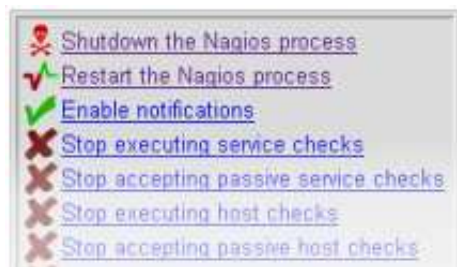 Shutdown the Nagios process
Restart the Nagios process
Enable notifications
Stop executing service checks
Stop accepting passive service checks
Stop executing host checks
Stop accepting passive host checks